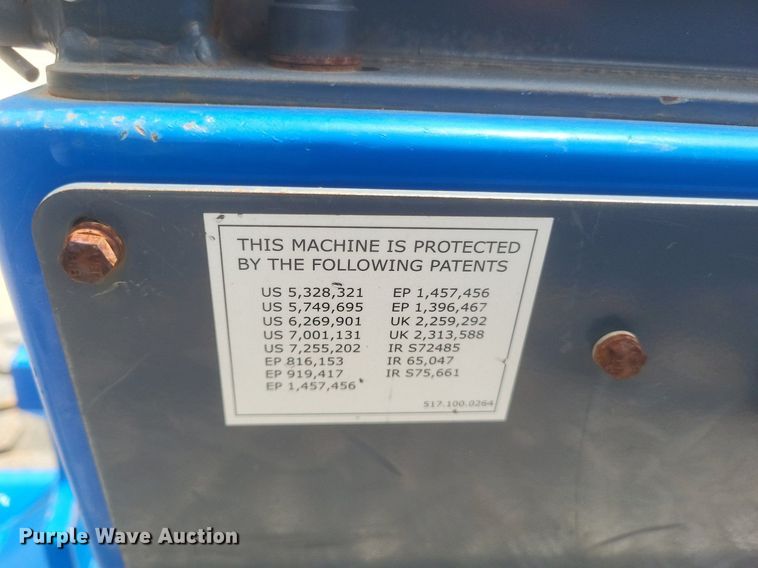 THIS MACHINE IS PROTECTED
BY THE FOLLOWING PATENTS
US 5,328,321 EP 1,457,456
US 5,749,695 EP 1,396,467
US 6,269,901 UK 2,259,292
US 7,001,131 UK 2,313,588
US 7,255,202 IR S72485
EP 816,153 IR 65,047
EP 919,417 IR S75,661
EP 1,457,456
517.100.0264
Purple Wave Auction